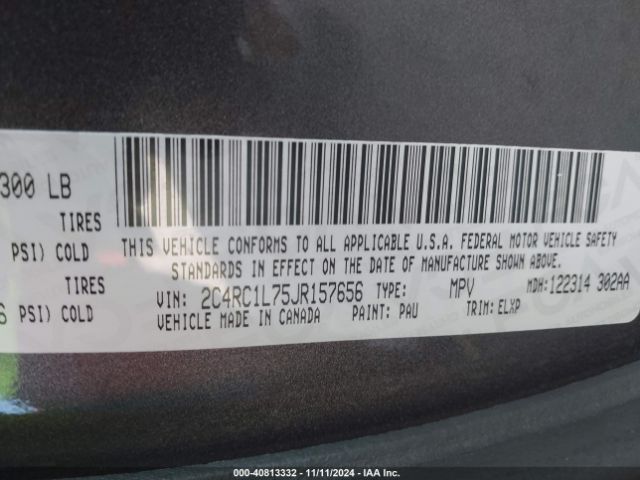 300 LB
TIRES
PSI) COLD
TIRES
PSI) COLD
THIS VEHICLE CONFORMS TO ALL APPLICABLE U.S.A. FEDERAL MOTOR VEHICLE SAFETY
STANDARDS IN EFFECT ON THE DATE OF MANUFACTURE SHOWN ABOVE.
VIN: 2C4RC1L75JR157656 TYPE: MPV MDH: 122314 302AA
VEHICLE MADE IN CANADA PAINT: PAU TRIM: ELXP
000-40813332 - 11/11/2024 - IAA Inc.